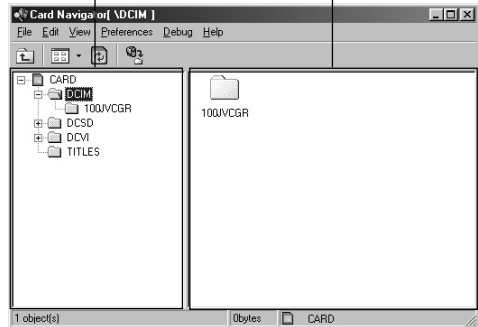 Card Navigator[ \DCIM ]
File Edit View Preferences Debug Help
CARD
DCIM
100JVCGR
DCSD
DCVI
TITLES
100JVCGR
1 object(s) 0bytes CARD